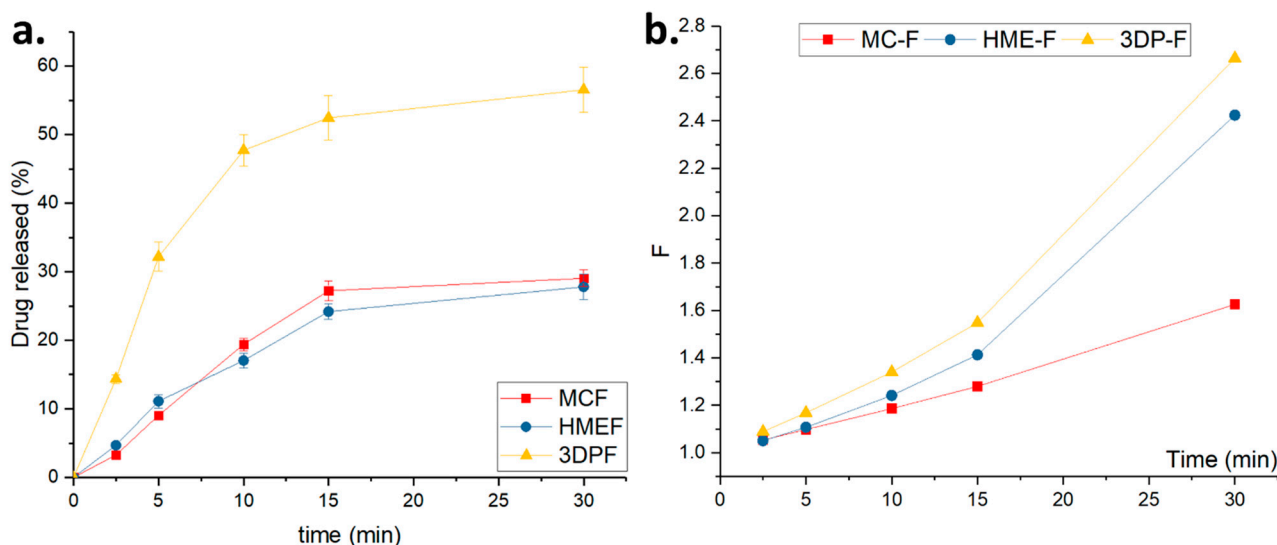 a.
Drug released (%)
60
50
40
30
20
10
0
0 5 10 15 20 25 30
time (min)
MCF
HMEF
3DPF
b.
MC-F HME-F 3DP-F
F
2.8
2.6
2.4
2.2
2.0
1.8
1.6
1.4
1.2
1.0
Time (min)
0 5 10 15 20 25 30